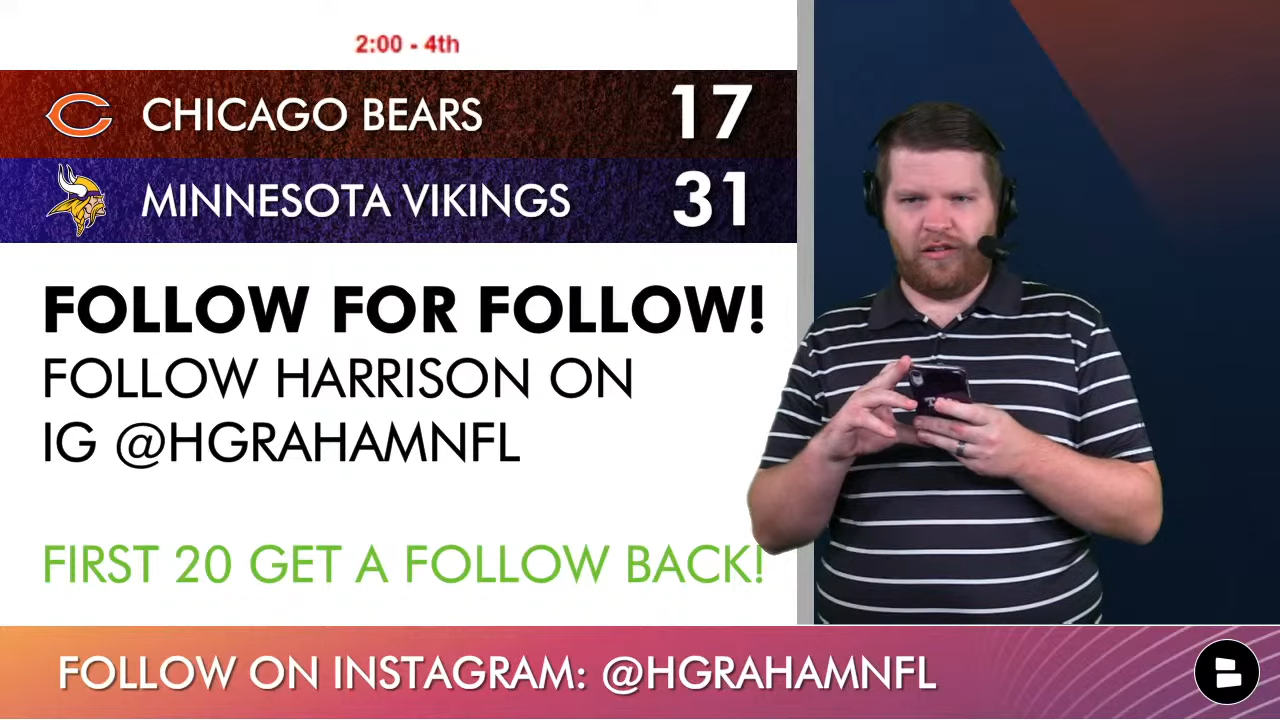 2:00 - 4th
CHICAGO BEARS 17
MINNESOTA VIKINGS 31
FOLLOW FOR FOLLOW!
FOLLOW HARRISON ON
IG @HGRAHAMNFL
FIRST 20 GET A FOLLOW BACK!
FOLLOW ON INSTAGRAM: @HGRAHAMNFL